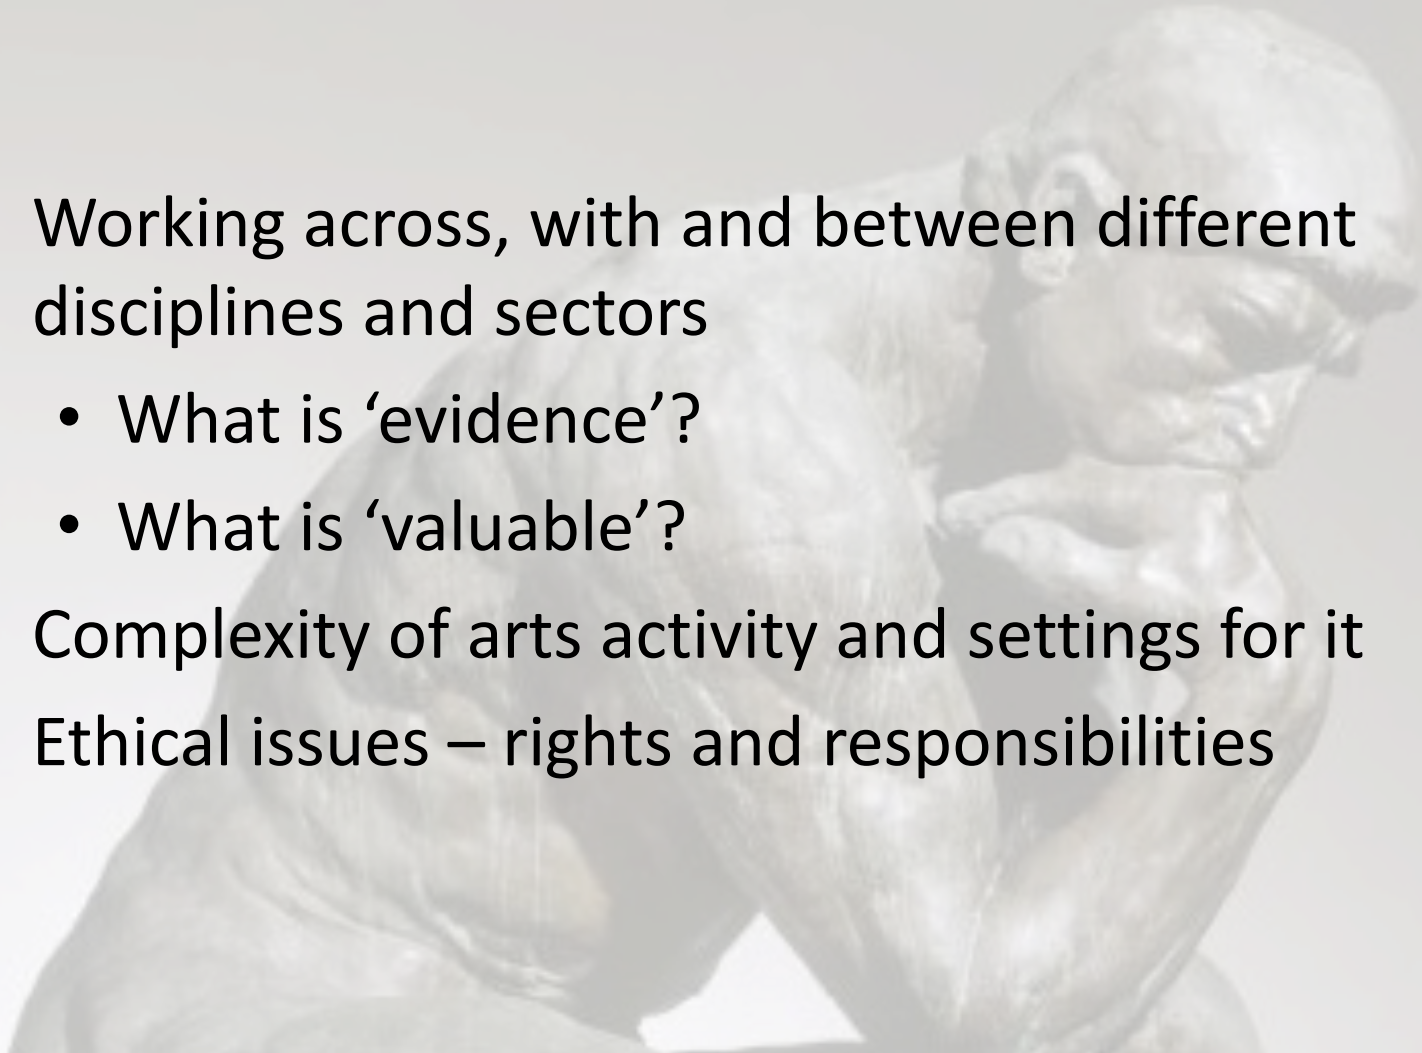 Working across, with and between different
disciplines and sectors
• What is ‘evidence’?
• What is ‘valuable’?
Complexity of arts activity and settings for it
Ethical issues – rights and responsibilities